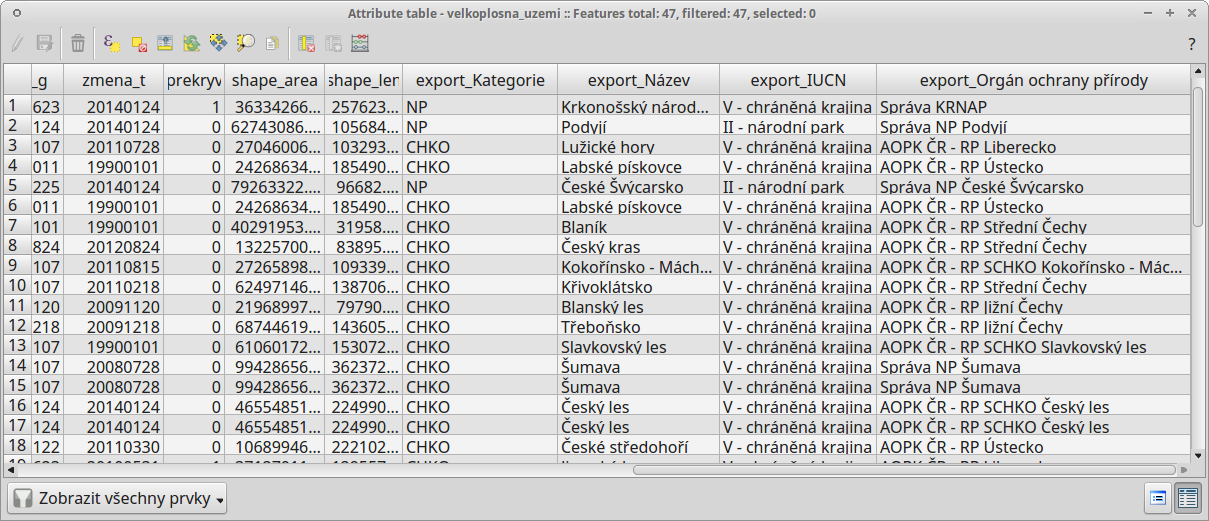 Attribute table - velkoplosna_uzemi :: Features total: 47, filtered: 47, selected: 0
?
_g zmena_t prekryv shape_area shape_len export_Kategorie export_Název export_IUCN export_Orgán ochrany přírody
1 623 20140124 1 36334266... 257623... NP Krkonošský národ... V - chráněná krajina Správa KRNAP
2 124 20140124 0 62743086... 105684... NP Podyjí II - národní park Správa NP Podyjí
3 107 20110728 0 27046006... 103293... CHKO Lužické hory V - chráněná krajina AOPK ČR - RP Liberecko
4 011 19900101 0 24268634... 185490... CHKO Labské pískovce V - chráněná krajina AOPK ČR - RP Ústecko
5 225 20140124 0 79263322... 96682... NP České Švýcarsko II - národní park Správa NP České Švýcarsko
6 011 19900101 0 24268634... 185490... CHKO Labské pískovce V - chráněná krajina AOPK ČR - RP Ústecko
7 101 19900101 0 40291953... 31958... CHKO Blaník V - chráněná krajina AOPK ČR - RP Střední Čechy
8 824 20120824 0 13225700... 83895... CHKO Český kras V - chráněná krajina AOPK ČR - RP Střední Čechy
9 107 20110815 0 27265898... 109339... CHKO Kokořínsko - Mách... V - chráněná krajina AOPK ČR - RP SCHKO Kokořínsko - Mác...
10 107 20110218 0 62497146... 138706... CHKO Křivoklátsko V - chráněná krajina AOPK ČR - RP Střední Čechy
11 120 20091120 0 21968997... 79790... CHKO Blanský les V - chráněná krajina AOPK ČR - RP Jižní Čechy
12 218 20091218 0 68744619... 143605... CHKO Třeboňsko V - chráněná krajina AOPK ČR - RP Jižní Čechy
13 107 19900101 0 61060172... 153072... CHKO Slavkovský les V - chráněná krajina AOPK ČR - RP SCHKO Slavkovský les
14 107 20080728 0 99428656... 362372... CHKO Šumava V - chráněná krajina Správa NP Šumava
15 107 20080728 0 99428656... 362372... CHKO Šumava V - chráněná krajina Správa NP Šumava
16 124 20140124 0 46554851... 224990... CHKO Český les V - chráněná krajina AOPK ČR - RP SCHKO Český les
17 124 20140124 0 46554851... 224990... CHKO Český les V - chráněná krajina AOPK ČR - RP SCHKO Český les
18 122 20110330 0 10689946... 222102... CHKO České středohoří V - chráněná krajina AOPK ČR - RP Ústecko
Zobrazit všechny prvky